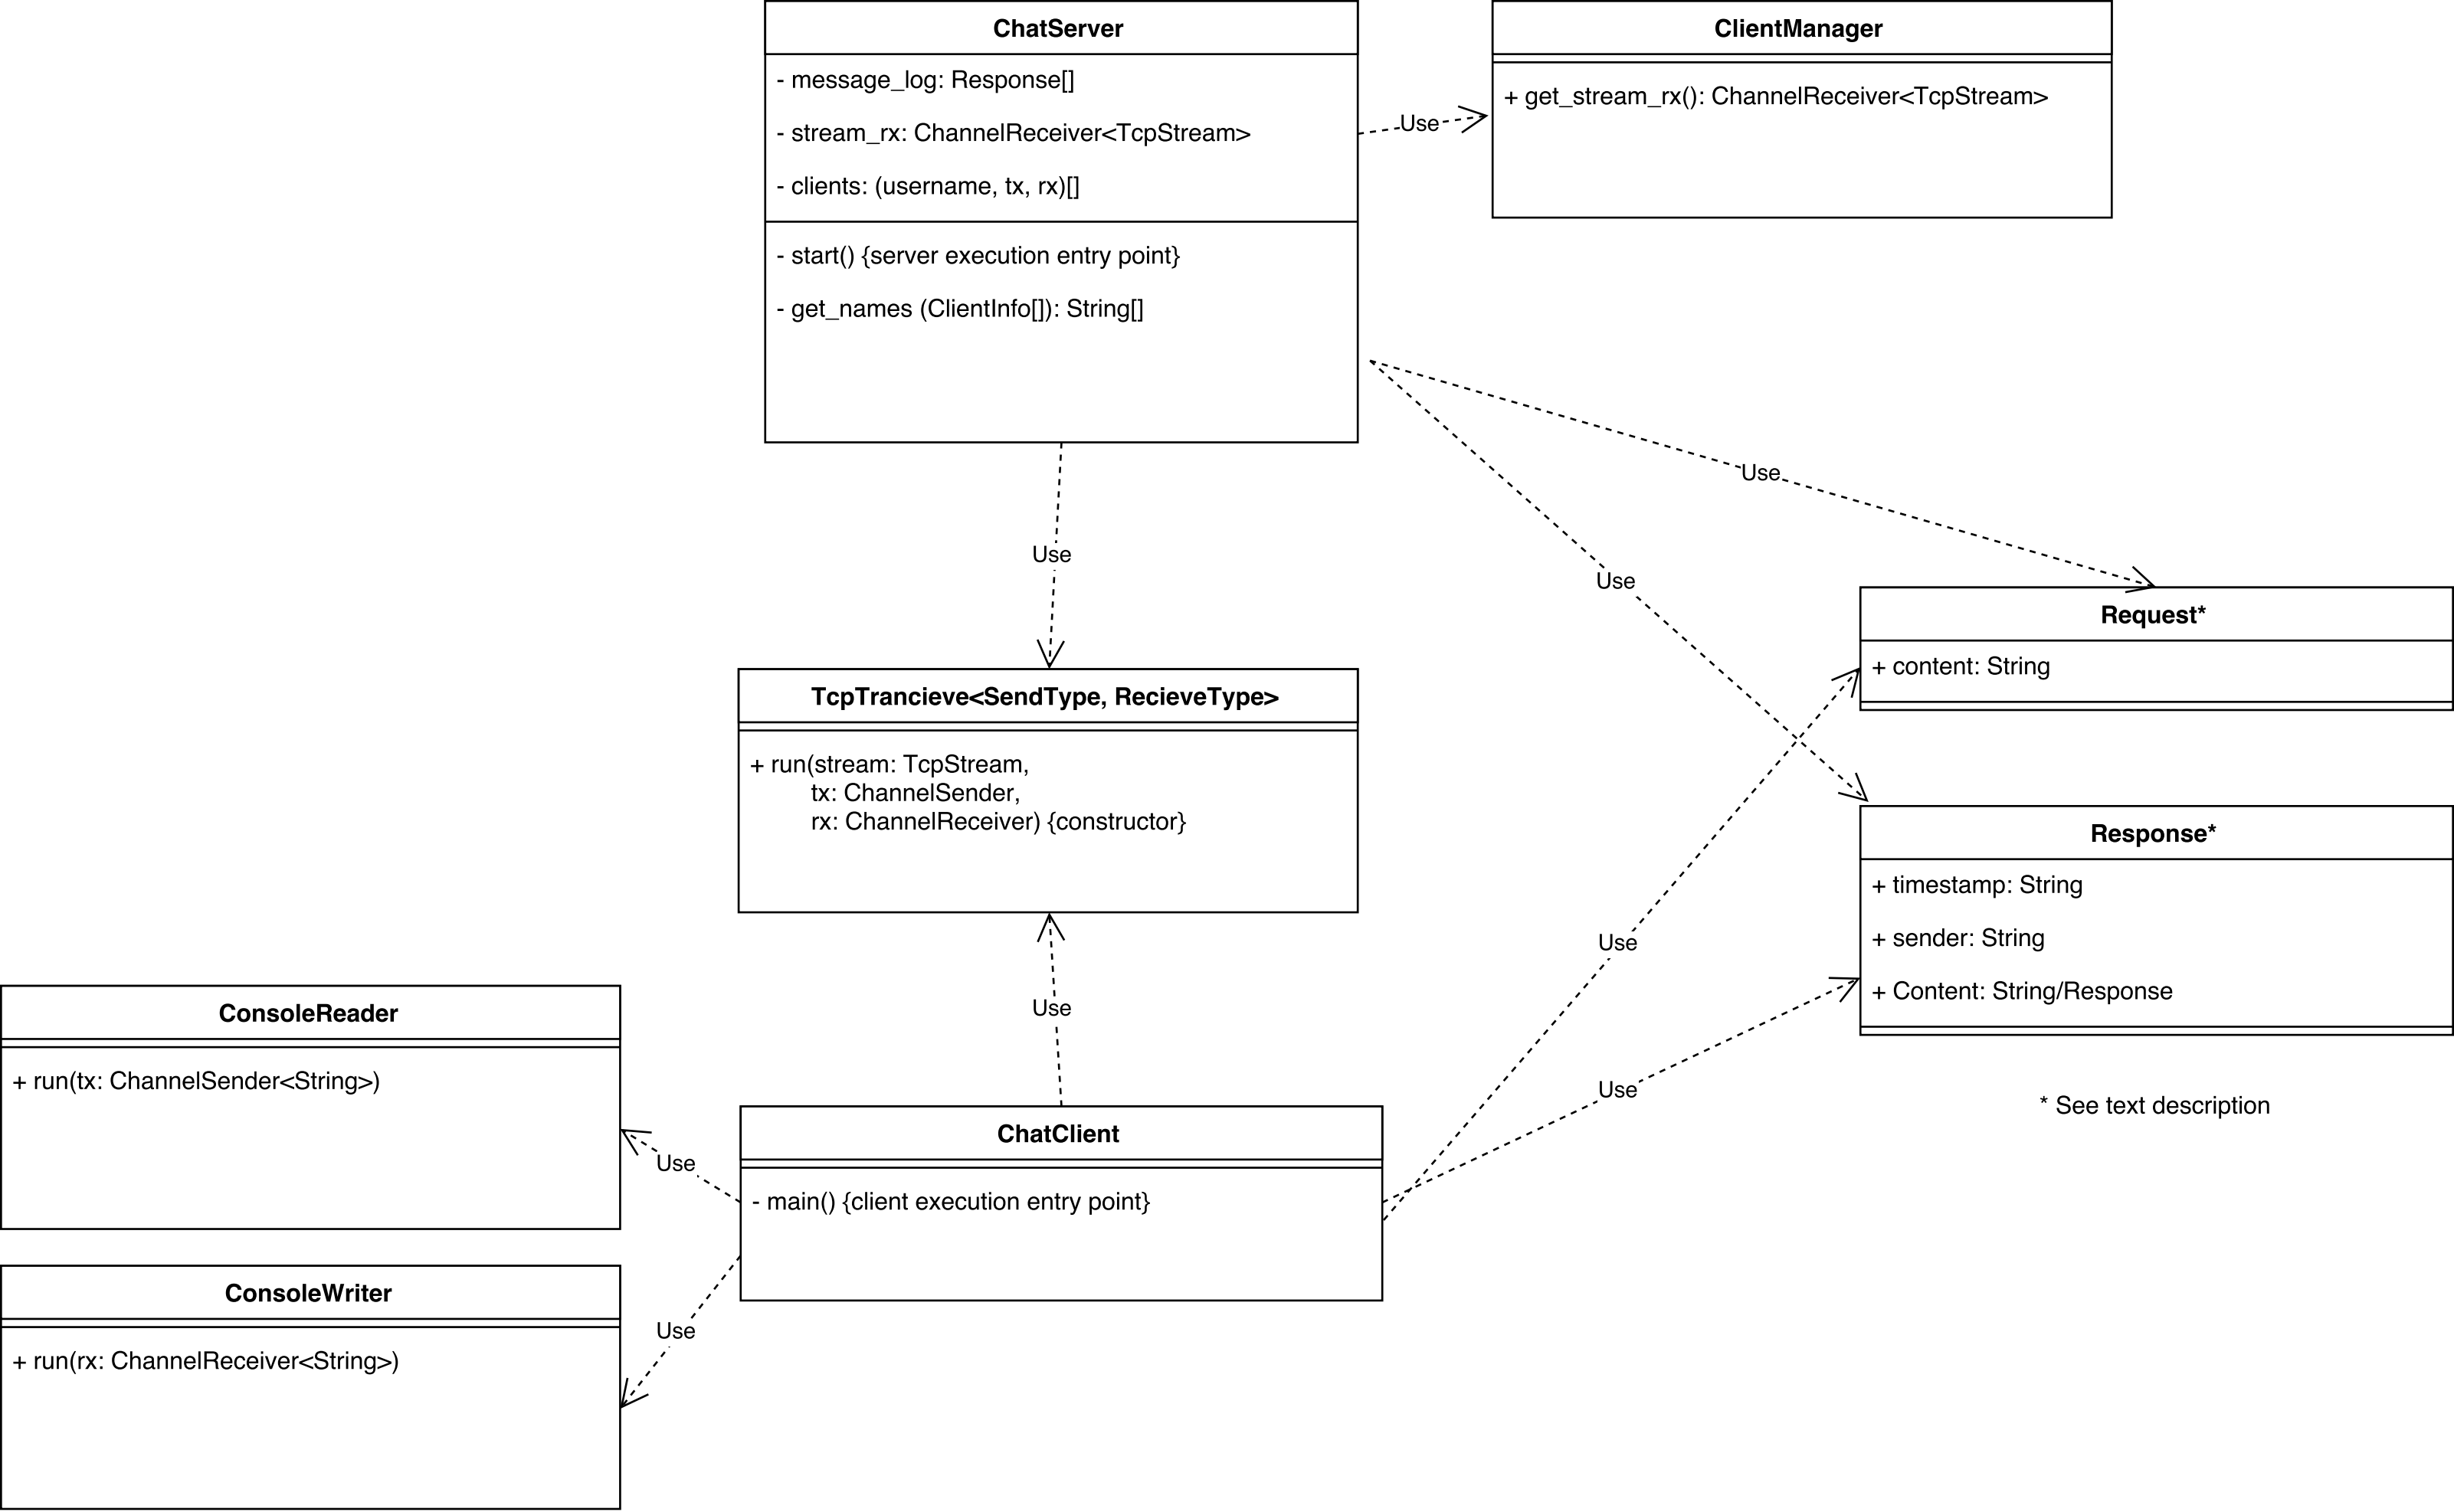 ChatServer
- message_log: Response[]
- stream_rx: ChannelReceiver<TcpStream>
- clients: (username, tx, rx)[]
- start() {server execution entry point}
- get_names (ClientInfo[]): String[]
Use
ClientManager
+ get_stream_rx(): ChannelReceiver<TcpStream>
Use
Use
Use
Request*
+ content: String
TcpTrancieve<SendType, RecieveType>
+ run(stream: TcpStream,
tx: ChannelSender,
rx: ChannelReceiver) {constructor}
Response*
+ timestamp: String
+ sender: String
+ Content: String/Response
Use
Use
Use
* See text description
ConsoleReader
+ run(tx: ChannelSender<String>)
Use
ChatClient
- main() {client execution entry point}
ConsoleWriter
+ run(rx: ChannelReceiver<String>)
Use